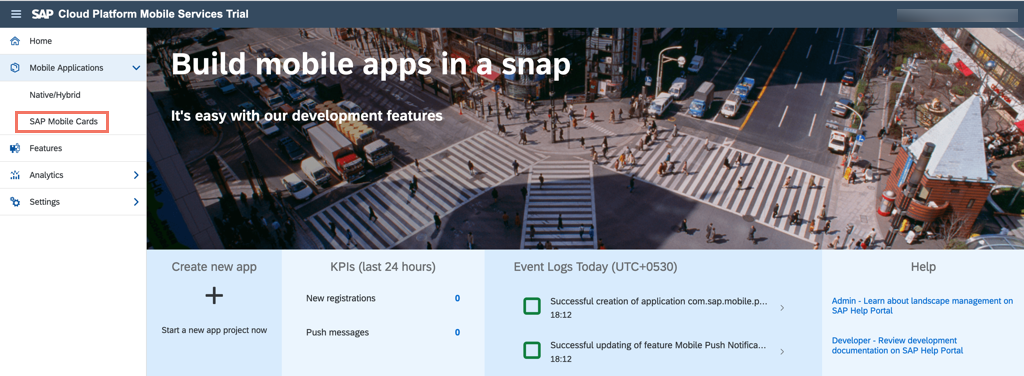 SAP Cloud Platform Mobile Services Trial
Home
Mobile Applications
Native/Hybrid
SAP Mobile Cards
Features
Analytics
Settings
Build mobile apps in a snap
It's easy with our development features
Create new app
Start a new app project now
KPIs (last 24 hours)
New registrations 0
Push messages 0
Event Logs Today (UTC+0530)
Successful creation of application com.sap.mobile.p...
18:12
Successful updating of feature Mobile Push Notifica...
18:12
Help
Admin - Learn about landscape management on
SAP Help Portal
Developer - Review development
documentation on SAP Help Portal